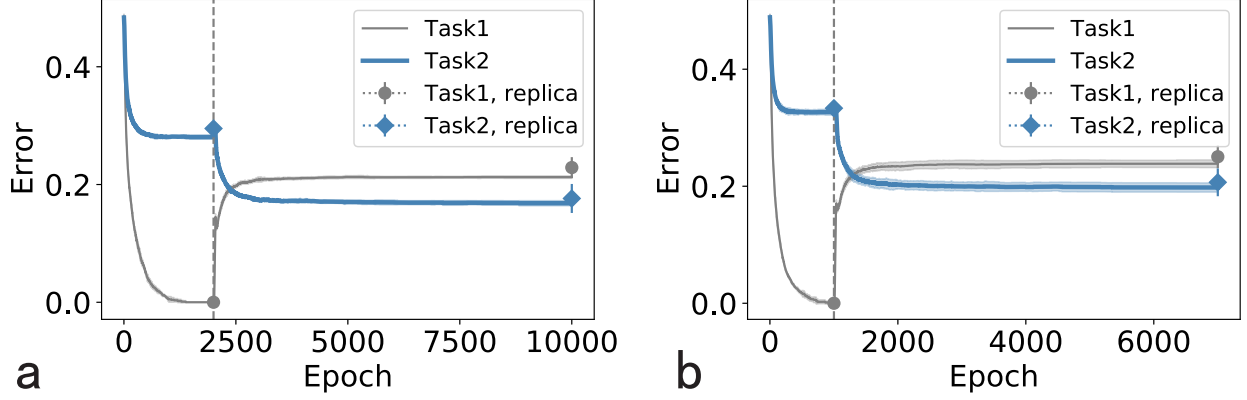 Error
0.4
0.2
0.0
Task1
Task2
Task1, replica
Task2, replica
0 2500 5000 7500 10000
Epoch
a
Error
0.4
0.2
0.0
Task1
Task2
Task1, replica
Task2, replica
0 2000 4000 6000
Epoch
b